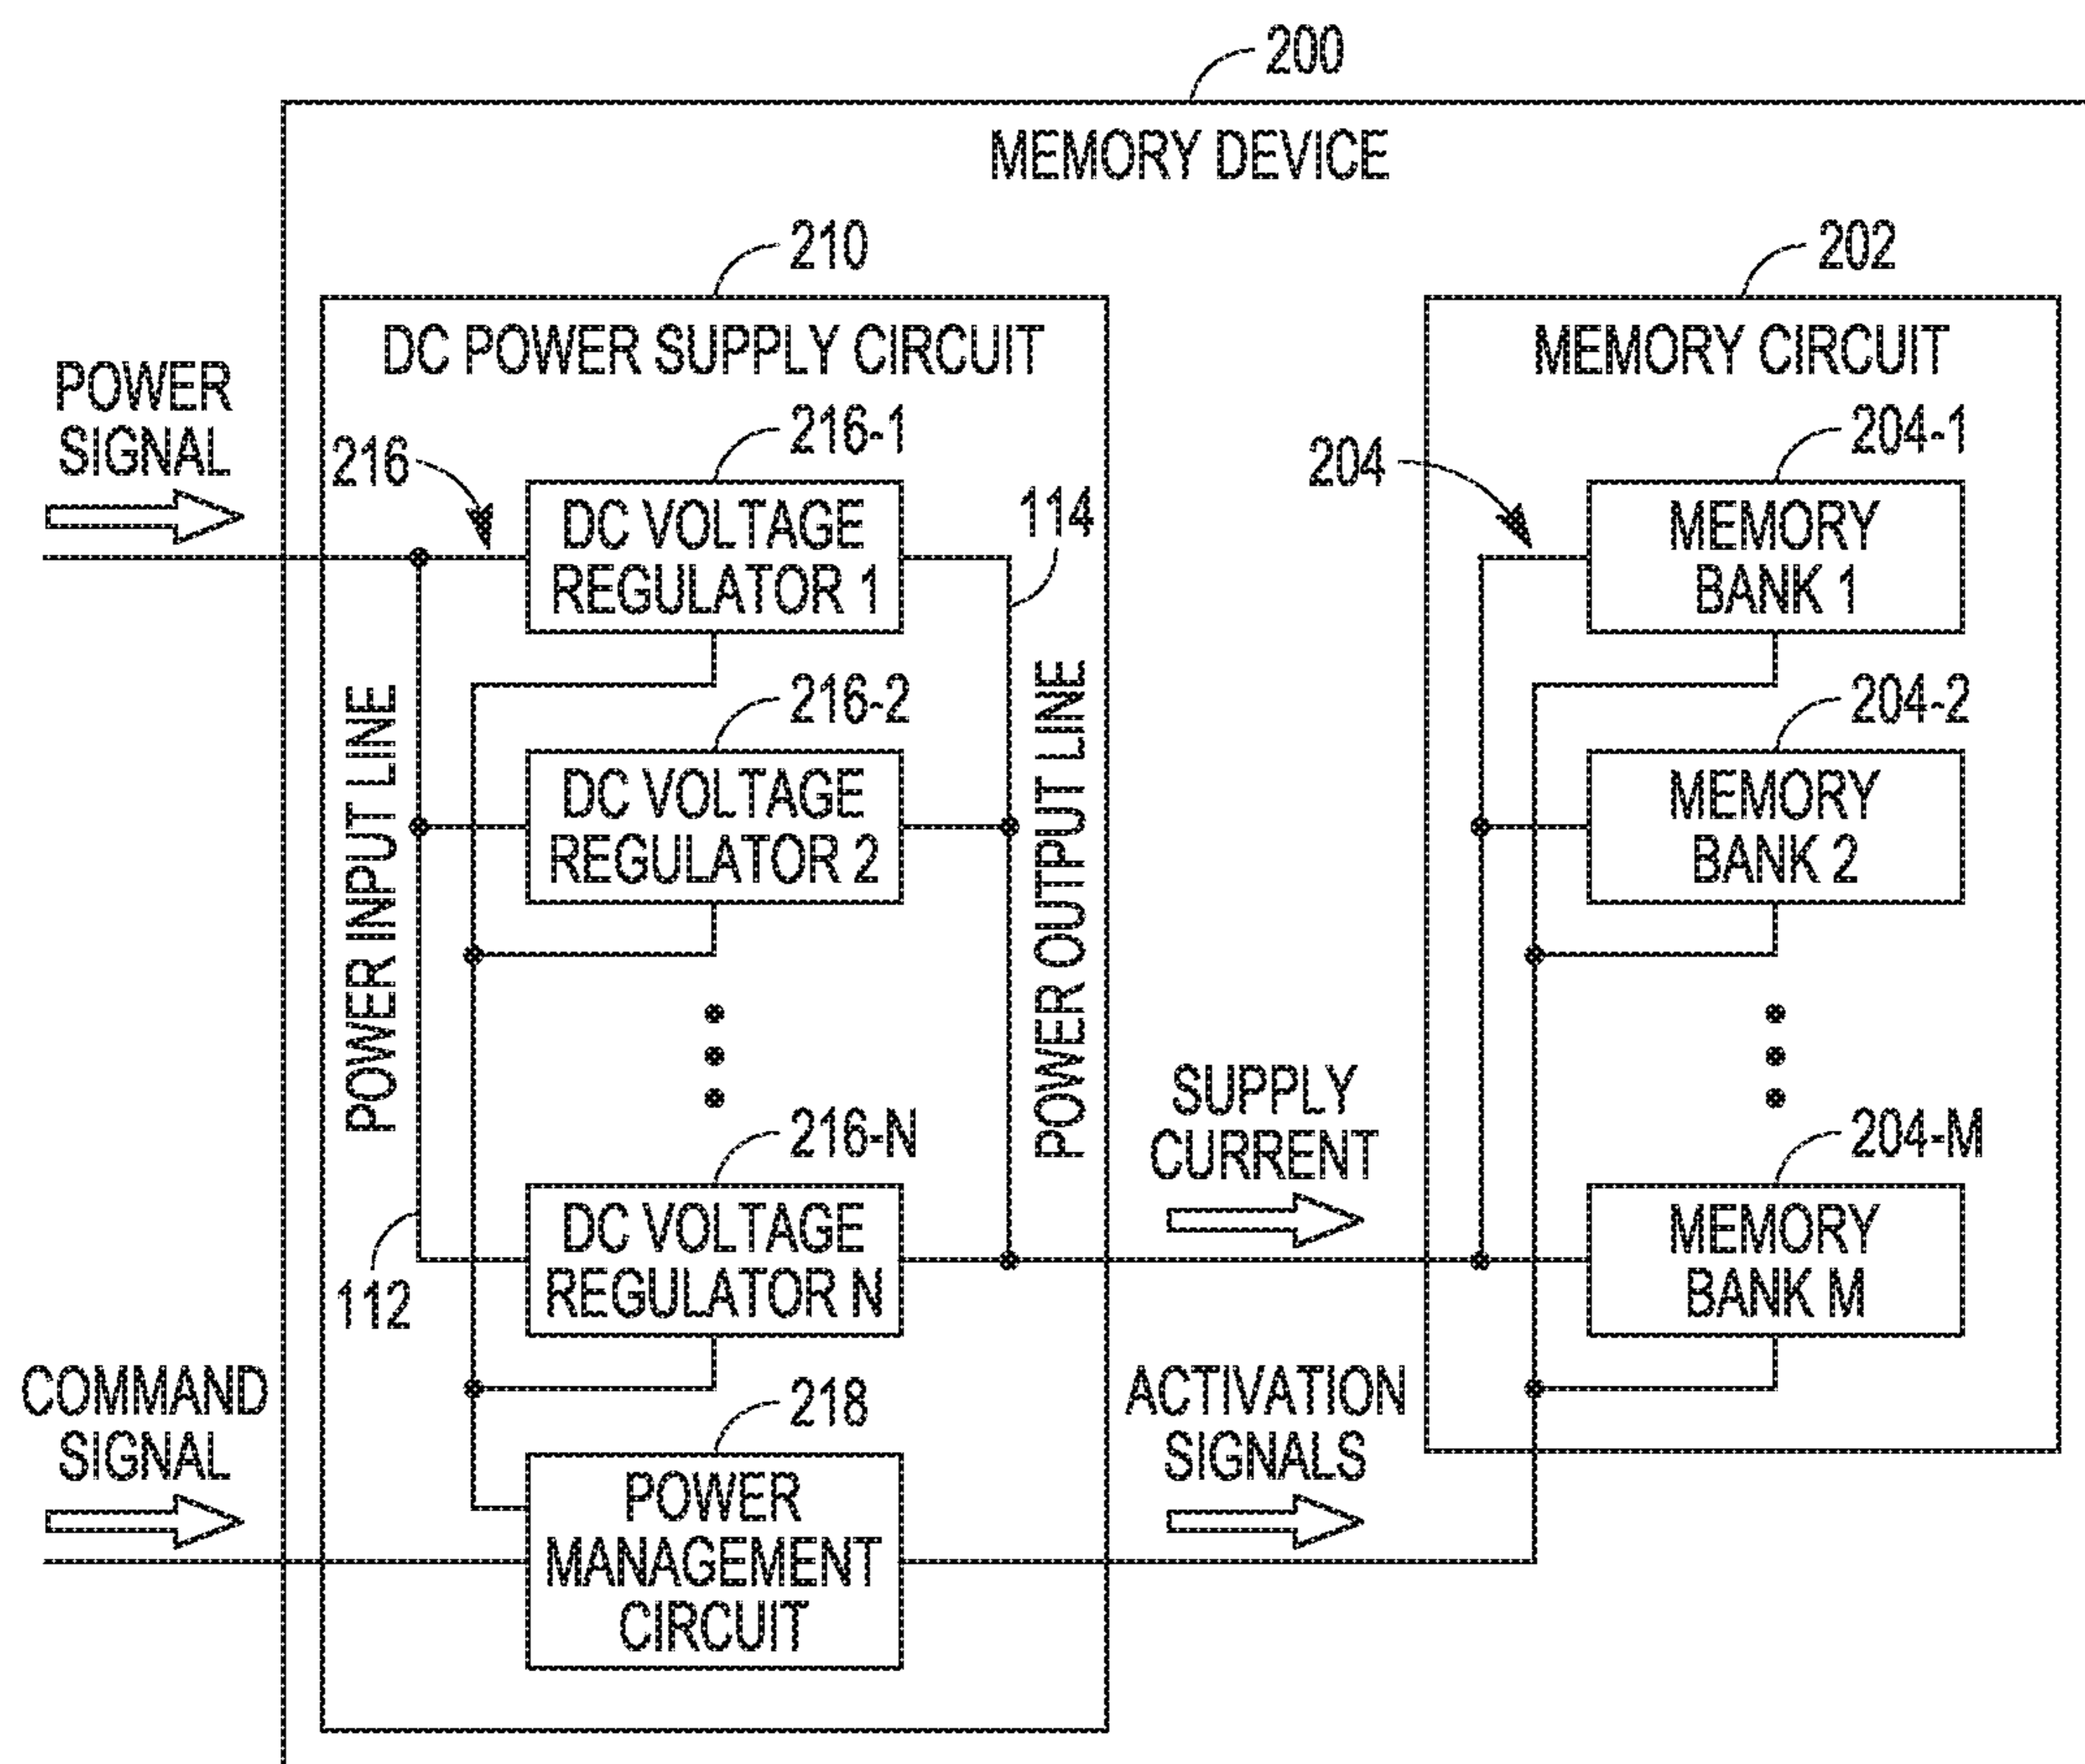 200
MEMORY DEVICE
210
202
DC POWER SUPPLY CIRCUIT
MEMORY CIRCUIT
POWER
SIGNAL
216
216-1
DC VOLTAGE
REGULATOR 1
114
204
204-1
MEMORY
BANK 1
POWER INPUT LINE
216-2
DC VOLTAGE
REGULATOR 2
POWER OUTPUT LINE
204-2
MEMORY
BANK 2
112
216-N
DC VOLTAGE
REGULATOR N
SUPPLY
CURRENT
204-M
MEMORY
BANK M
COMMAND
SIGNAL
218
POWER
MANAGEMENT
CIRCUIT
ACTIVATION
SIGNALS